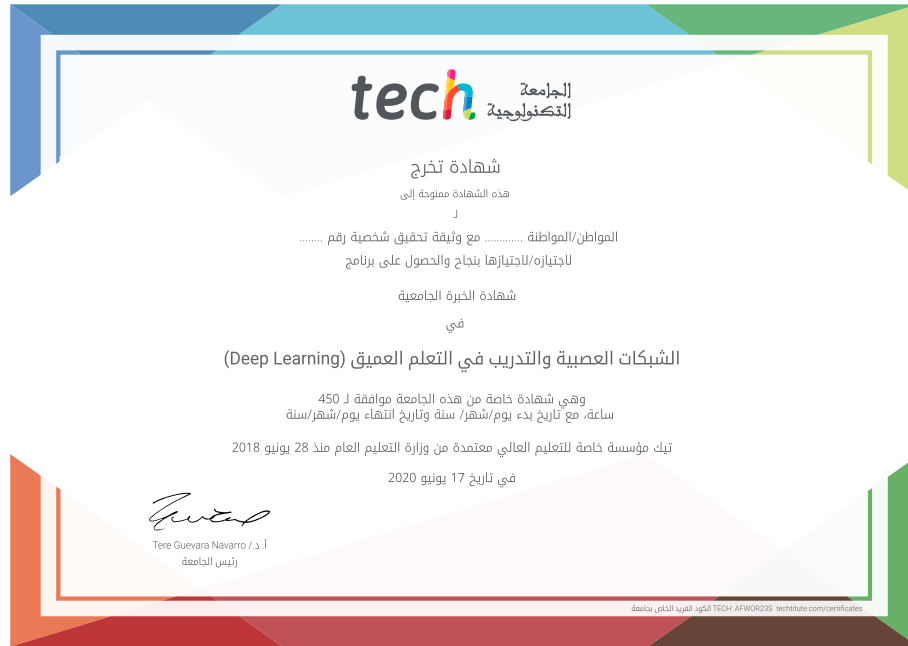 tech الجامعة
التكنولوجية
شهادة تخرج
هذه الشهادة ممنوحة إلى
لـ
المواطن/المواطنة ............. مع وثيقة تحقيق شخصية رقم ........
لاجتيازه/لاجتيازها بنجاح والحصول على برنامج
شهادة الخبرة الجامعية
في
الشبكات العصبية والتدريب في التعلم العميق (Deep Learning)
وهي شهادة خاصة من هذه الجامعة موافقة لـ 450
ساعة، مع تاريخ بدء يوم/شهر/ سنة وتاريخ انتهاء يوم/شهر/سنة
تيك مؤسسة خاصة للتعليم العالي معتمدة من وزارة التعليم العام منذ 28 يونيو 2018
في تاريخ 17 يونيو 2020
أ. د./ Tere Guevara Navarro
رئيس الجامعة
الكود الفريد الخاص بجامعة TECH: AFWOR23S techtitute.com/certificates